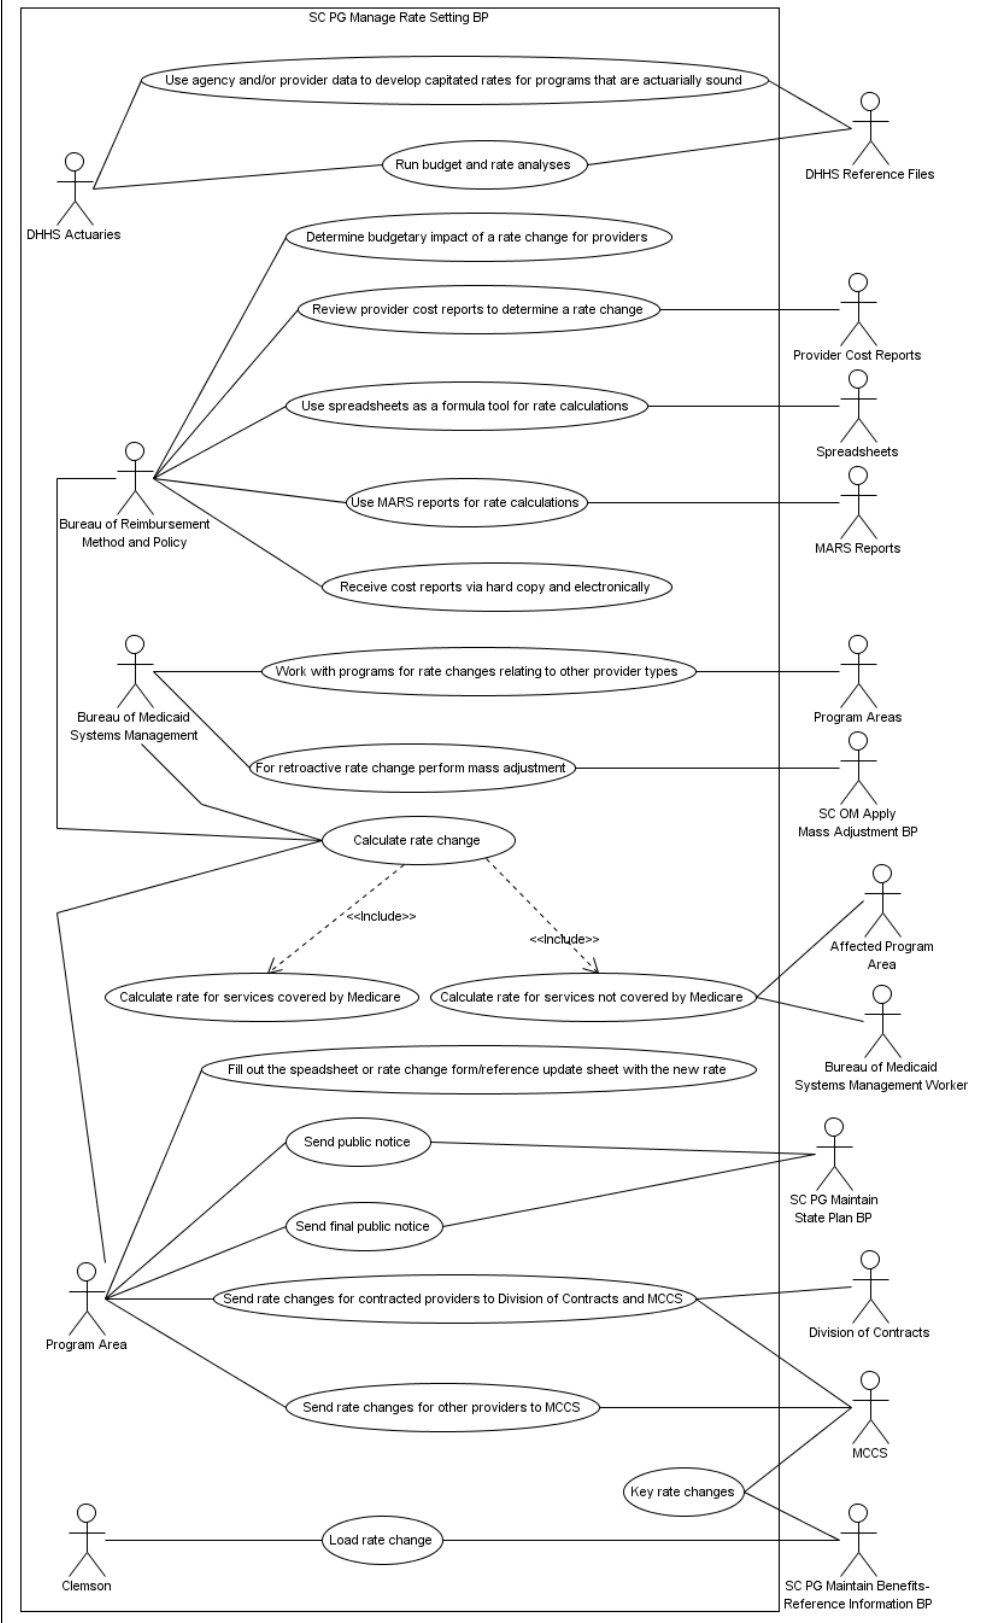 SC PG Manage Rate Setting BP
Use agency and/or provider data to develop capitated rates for programs that are actuarially sound
DHHS Reference Files
Run budget and rate analyses
DHHS Actuaries
Determine budgetary impact of a rate change for providers
Review provider cost reports to determine a rate change
Provider Cost Reports
Use spreadsheets as a formula tool for rate calculations
Spreadsheets
Use MARS reports for rate calculations
MARS Reports
Bureau of Reimbursement
Method and Policy
Receive cost reports via hard copy and electronically
Work with programs for rate changes relating to other provider types
Program Areas
Bureau of Medicaid
Systems Management
For retroactive rate change perform mass adjustment
SC OM Apply
Mass Adjustment BP
Calculate rate change
<<Include>>
<<Include>>
Affected Program
Area
Calculate rate for services covered by Medicare
Calculate rate for services not covered by Medicare
Bureau of Medicaid
Systems Management Worker
Fill out the speadsheet or rate change form/reference update sheet with the new rate
Send public notice
SC PG Maintain
State Plan BP
Send final public notice
Send rate changes for contracted providers to Division of Contracts and MCCS
Division of Contracts
Program Area
Send rate changes for other providers to MCCS
MCCS
Key rate changes
Load rate change
Clemson
SC PG Maintain Benefits-
Reference Information BP